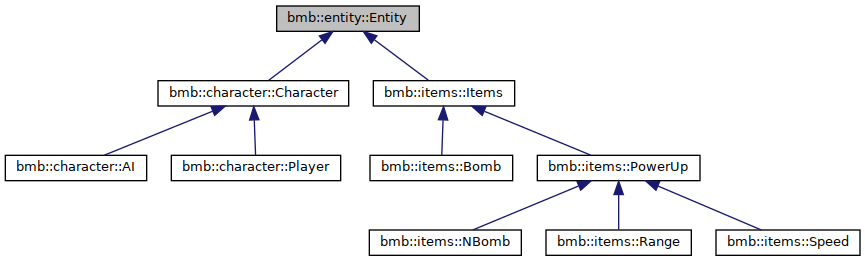 bmb::entity::Entity
bmb::character::Character
bmb::items::Items
bmb::character::AI
bmb::character::Player
bmb::items::Bomb
bmb::items::PowerUp
bmb::items::NBomb
bmb::items::Range
bmb::items::Speed